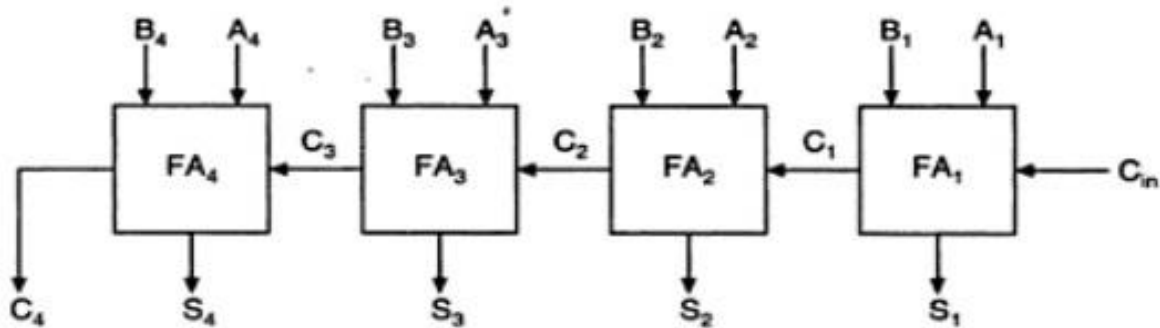 B₄ A₄ B₃ A₃ B₂ A₂ B₁ A₁
FA₄ C₃ FA₃ C₂ FA₂ C₁ FA₁ C_in
C₄ S₄ S₃ S₂ S₁